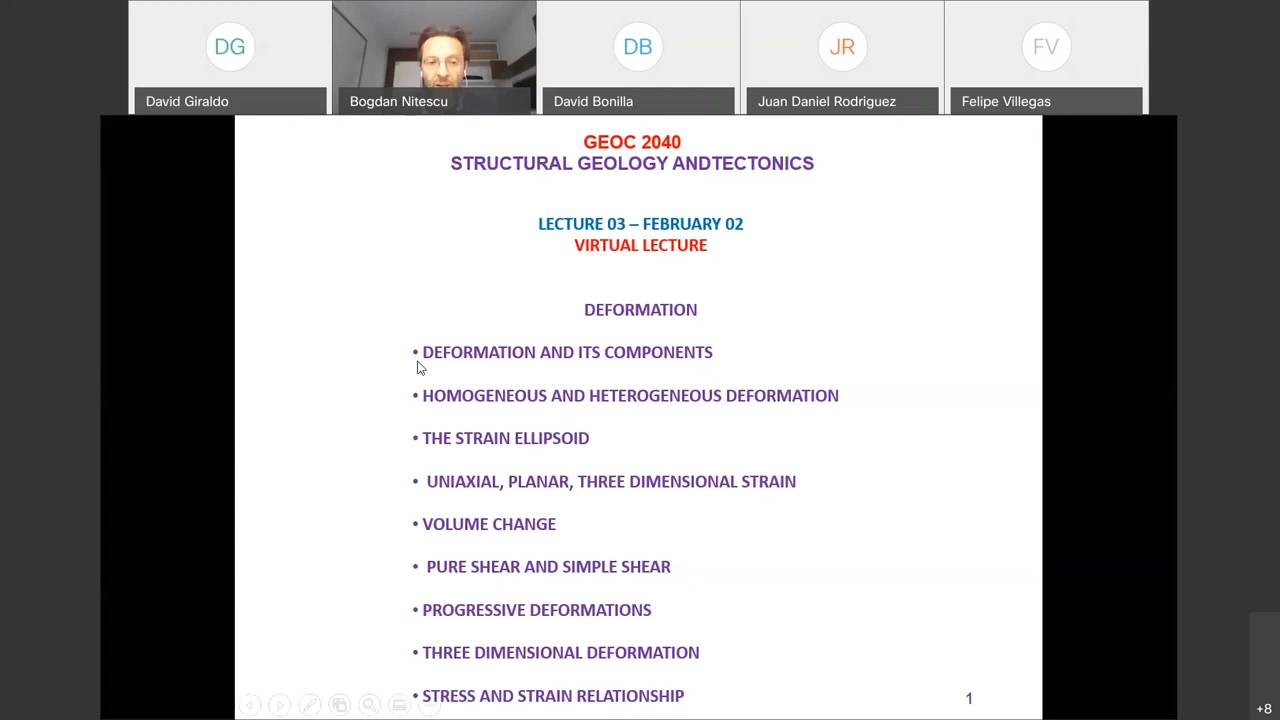 DG
DB
JR
FV
David Giraldo
Bogdan Nitescu
David Bonilla
Juan Daniel Rodriguez
Felipe Villegas
GEOC 2040
STRUCTURAL GEOLOGY ANDTECTONICS
LECTURE 03 – FEBRUARY 02
VIRTUAL LECTURE
DEFORMATION
• DEFORMATION AND ITS COMPONENTS
• HOMOGENEOUS AND HETEROGENEOUS DEFORMATION
• THE STRAIN ELLIPSOID
• UNIAXIAL, PLANAR, THREE DIMENSIONAL STRAIN
• VOLUME CHANGE
• PURE SHEAR AND SIMPLE SHEAR
• PROGRESSIVE DEFORMATIONS
• THREE DIMENSIONAL DEFORMATION
• STRESS AND STRAIN RELATIONSHIP
1
+8